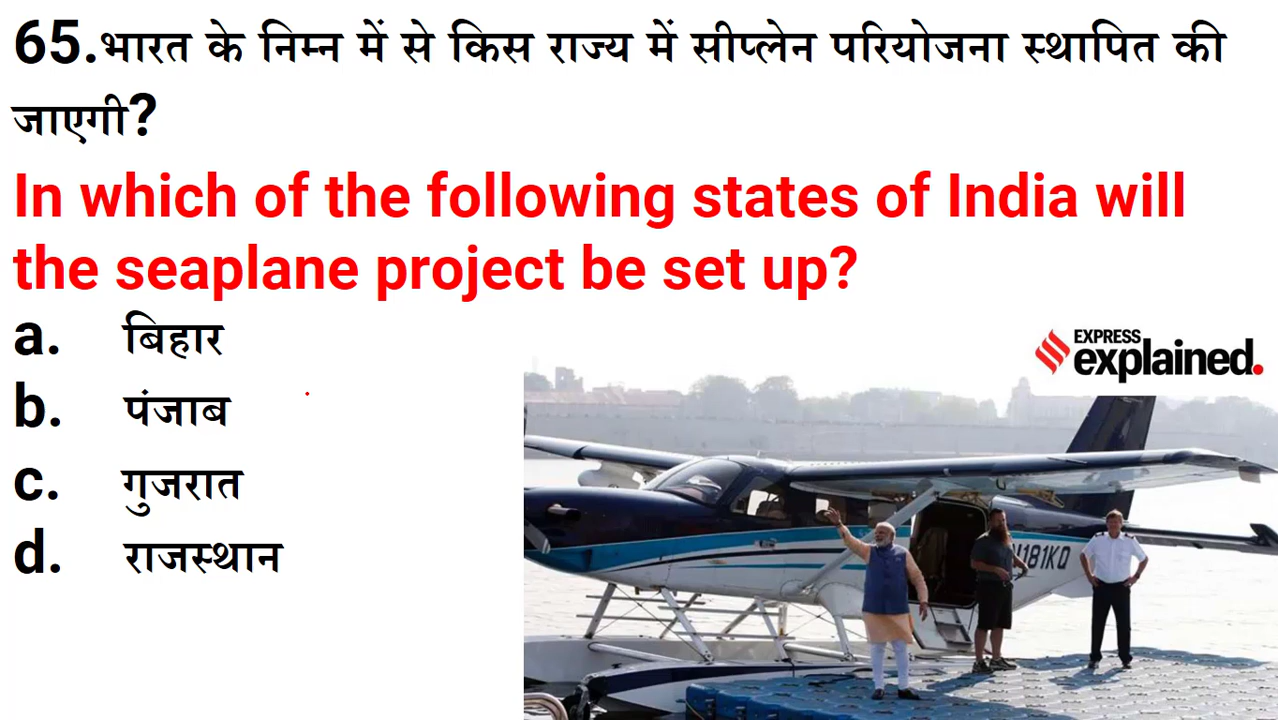 65.भारत के निम्न में से किस राज्य में सीप्लेन परियोजना स्थापित की
जाएगी?
In which of the following states of India will
the seaplane project be set up?
a. बिहार
b. पंजाब
c. गुजरात
d. राजस्थान
EXPRESS
explained.
N181KQ